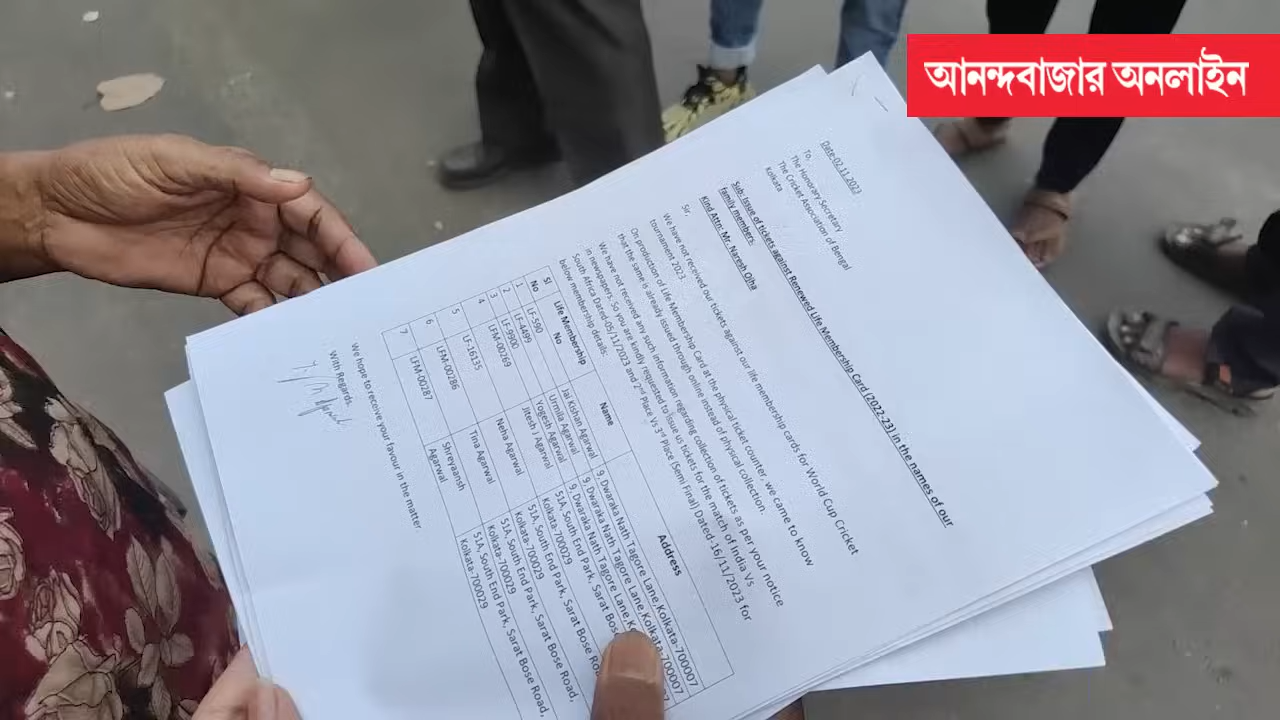 আনন্দবাজার অনলাইন
Date-02.11.2023
To,
The Honorary Secretary
The Cricket Association of Bengal
Kolkata
Sub: Issue of tickets against Renewed Life Membership Card (2022-23) in the names of our
family members.
Kind Attn: Mr. Naresh Ojha
Sir,
We have not received our tickets against our life membership cards for World Cup Cricket
tournament 2023.
On production of Life Membership Card at the physical ticket counter, we came to know
that the same is already issued through online instead of physical collection.
We have not received any such information regarding collection of tickets as per your notice
in newspapers. So you are kindly requested to issue us tickets for the match of India vs
South Africa Dated-05/11/2023 and 2nd Place Vs 3rd Place (Semi Final) Dated-16/11/2023 for
below membership details:
Sl No Life Membership No Name Address
1 LF-590 Jai Kishan Agarwal 9, Dwaraka Nath Tagore Lane, Kolkata-700007
2 LF-4499 Urmila Agarwal 9, Dwaraka Nath Tagore Lane, Kolkata-700007
3 LF-9900 Yogesh Agarwal 9, Dwaraka Nath Tagore Lane,
4 LFM-00269 Jitesh J Agarwal 51A, South End Park, Sarat Bose
Kolkata-700029
5 LF-16135 Neha Agarwal 51A, South End Park, Sarat Bose Road,
Kolkata-700029
6 LFM-00286 Tina Agarwal 51A, South End Park, Sarat Bose Road,
Kolkata-700029
7 LFM-00287 Shreyaansh Agarwal 51A, South End Park, Sarat Bose Road,
Kolkata-700029
We hope to receive your favour in the matter.
With Regards